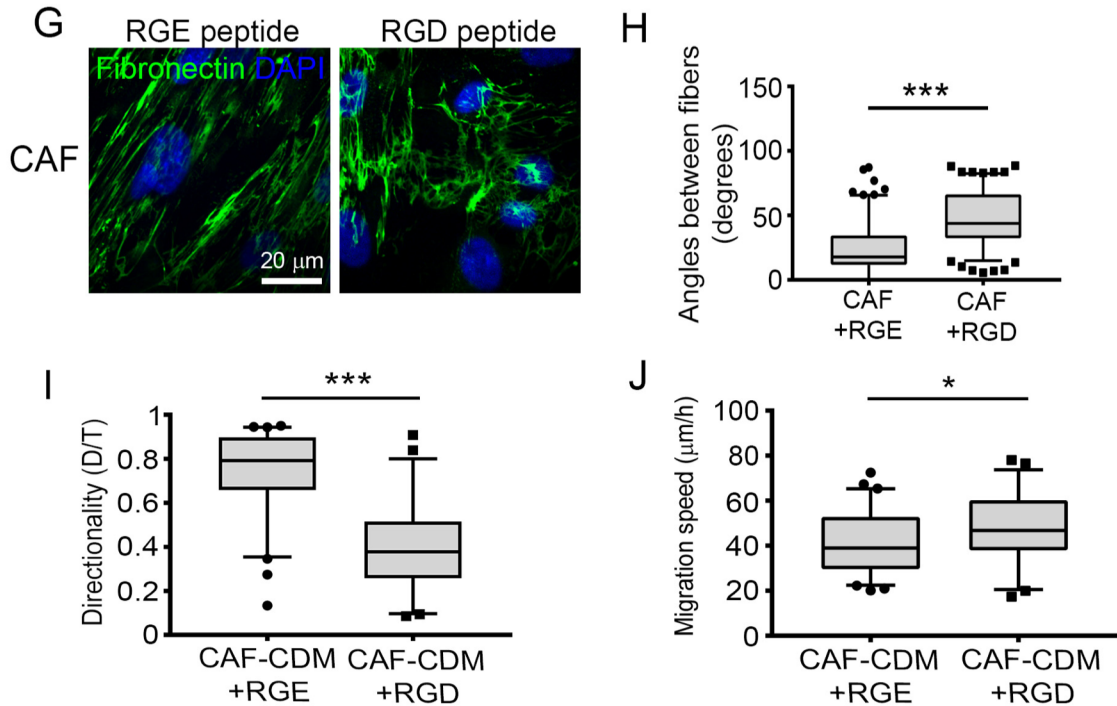 G
RGE peptide
RGD peptide
Fibronectin DAPI
CAF
20 μm
H
Angles between fibers
(degrees)
150
100
50
0
***
CAF
+RGE
CAF
+RGD
I
Directionality (D/T)
1
0.8
0.6
0.4
0.2
0
***
CAF-CDM
+RGE
CAF-CDM
+RGD
J
Migration speed (μm/h)
100
80
60
40
20
0
*
CAF-CDM
+RGE
CAF-CDM
+RGD